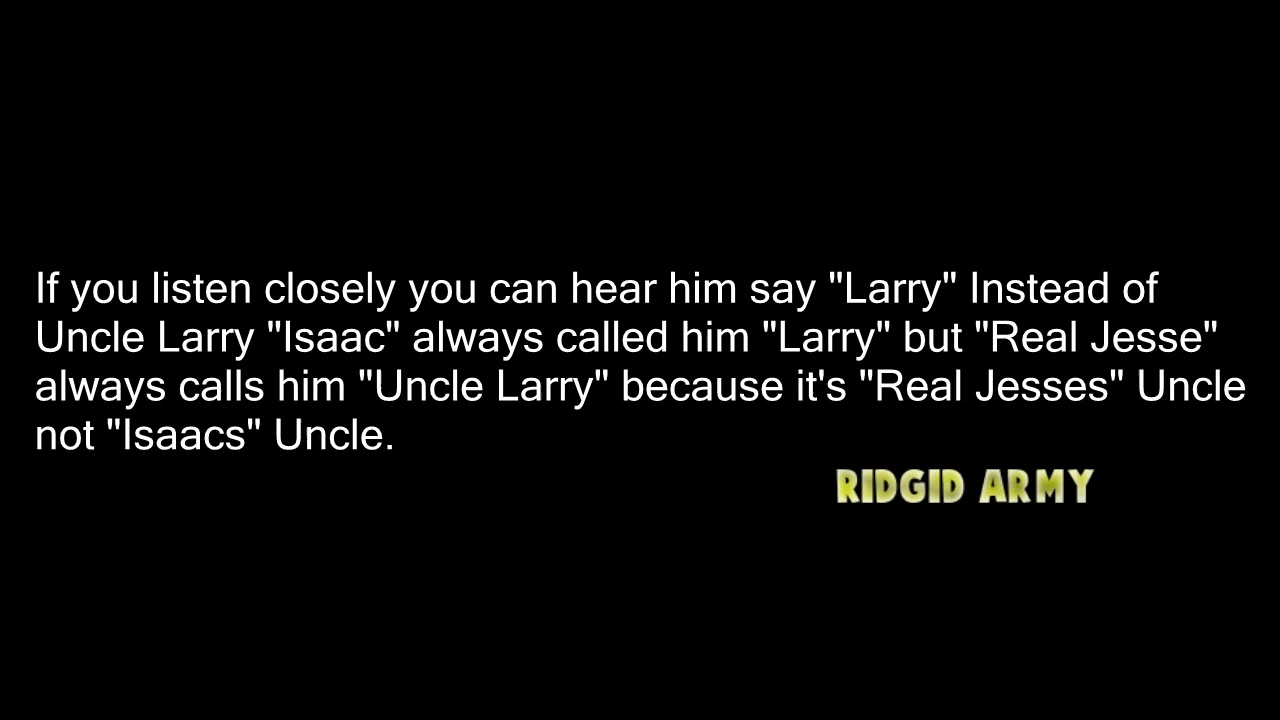 If you listen closely you can hear him say "Larry" Instead of
Uncle Larry "Isaac" always called him "Larry" but "Real Jesse"
always calls him "Uncle Larry" because it's "Real Jesses" Uncle
not "Isaacs" Uncle.
RIDGID ARMY